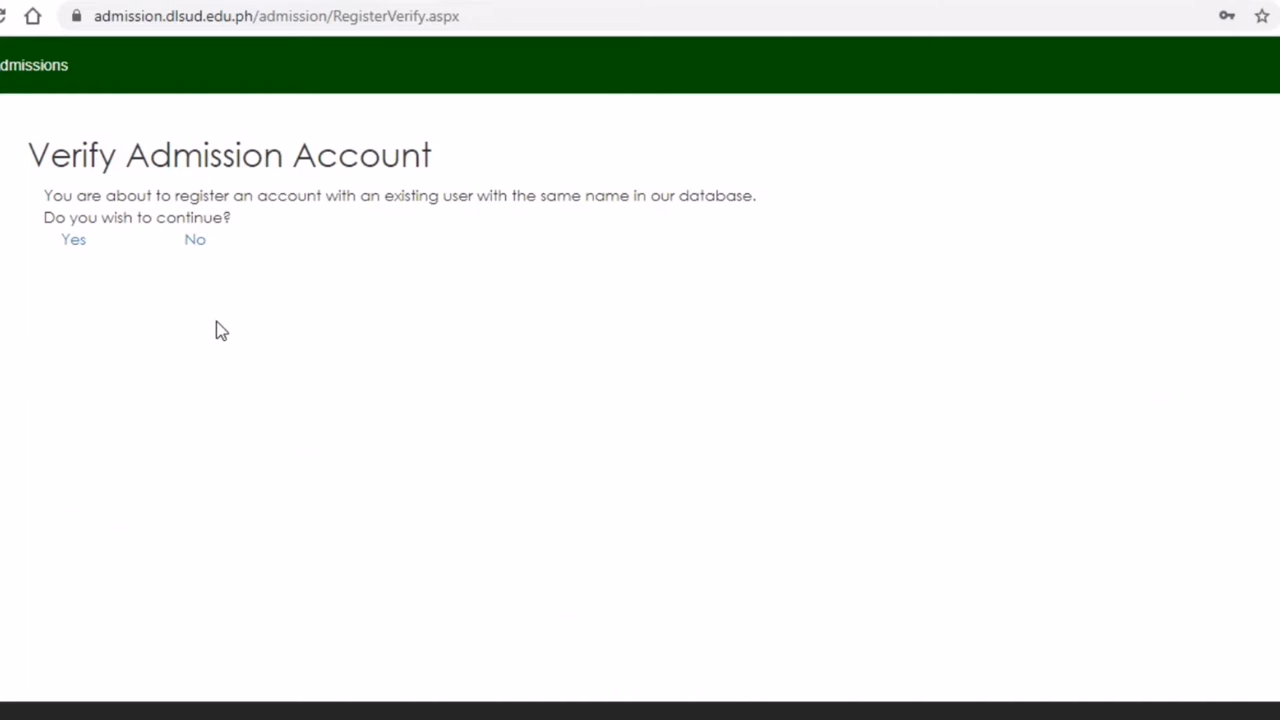 admission.dlsud.edu.ph/admission/RegisterVerify.aspx
dmissions
Verify Admission Account
You are about to register an account with an existing user with the same name in our database.
Do you wish to continue?
Yes No